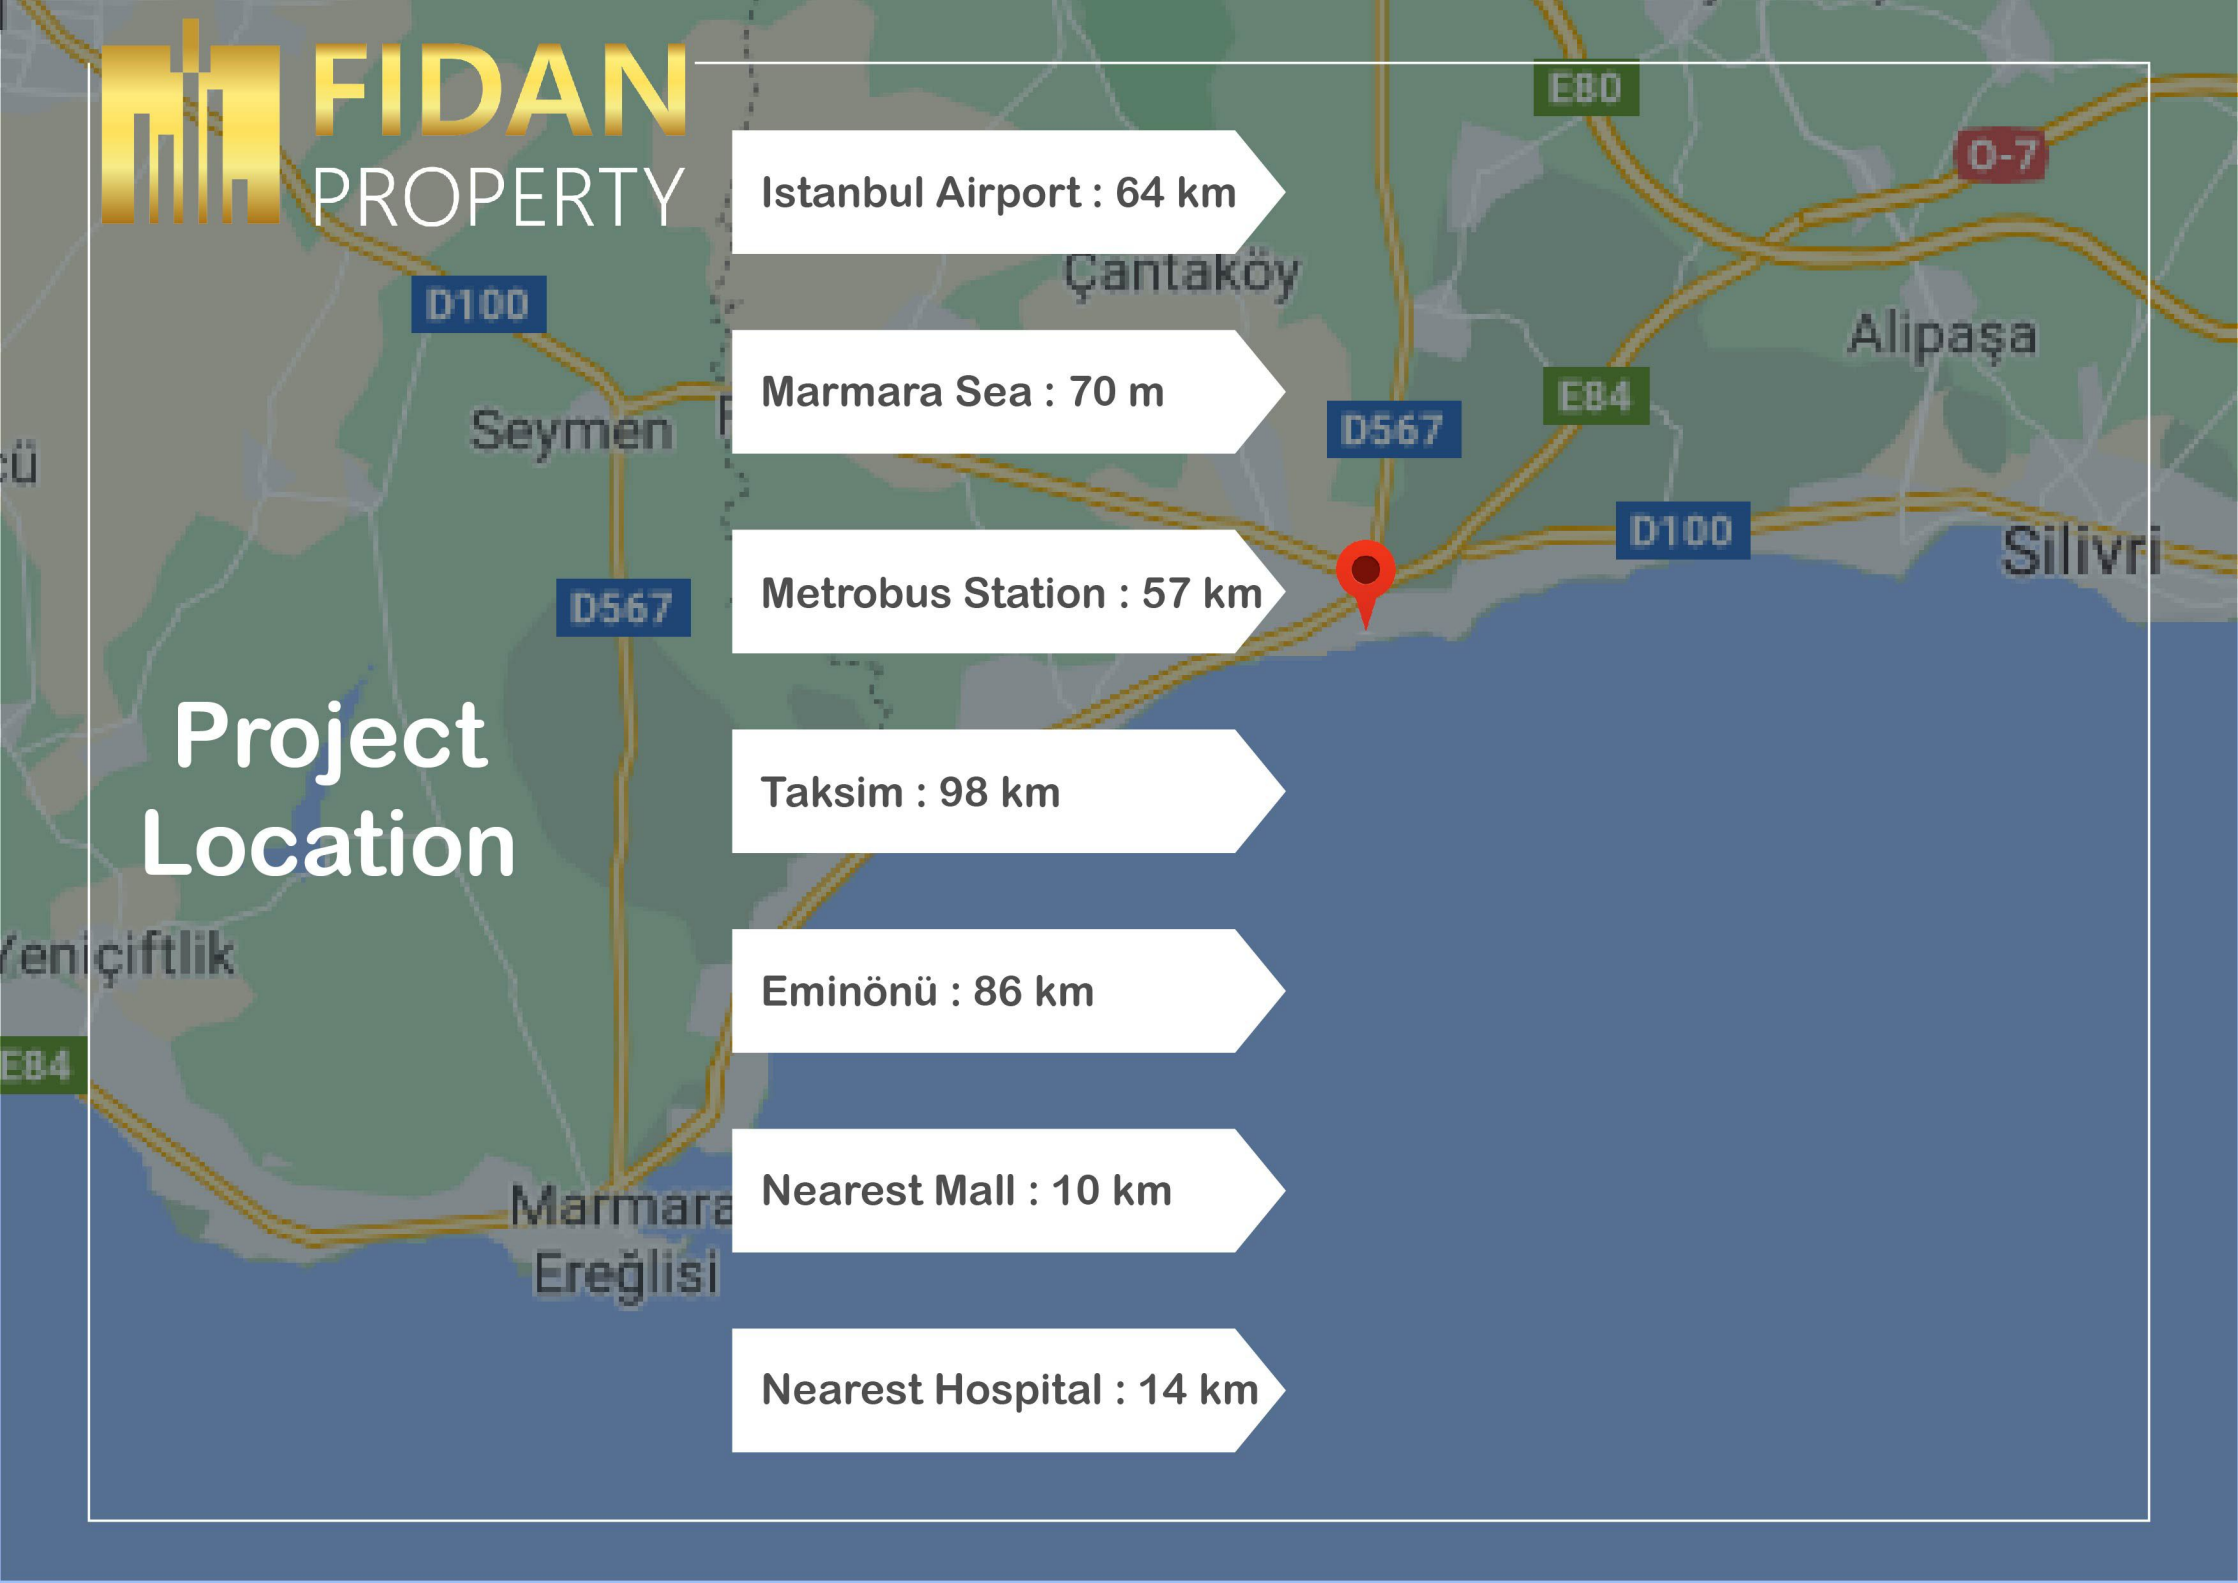 FIDAN
PROPERTY
Istanbul Airport : 64 km
Marmara Sea : 70 m
Metrobus Station : 57 km
Taksim : 98 km
Eminönü : 86 km
Nearest Mall : 10 km
Nearest Hospital : 14 km
Project
Location
E80
O-7
Çantaköy
D100
Alipaşa
Seymen
D567
E84
D100
Silivri
D567
Yeniçiftlik
E84
Marmara
Ereğlisi